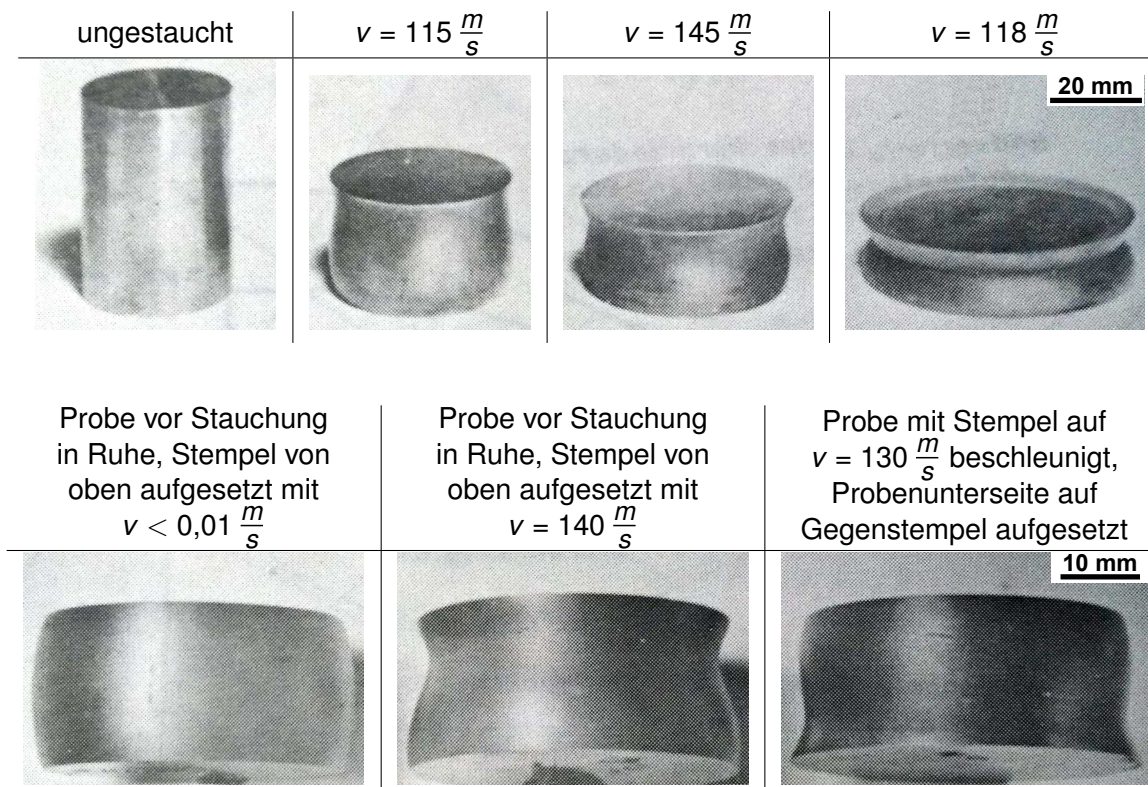 ungestaucht
v = 115 m/s
v = 145 m/s
v = 118 m/s
20 mm
Probe vor Stauchung
in Ruhe, Stempel von
oben aufgesetzt mit
v < 0,01 m/s
Probe vor Stauchung
in Ruhe, Stempel von
oben aufgesetzt mit
v = 140 m/s
Probe mit Stempel auf
v = 130 m/s beschleunigt,
Probenunterseite auf
Gegenstempel aufgesetzt
10 mm